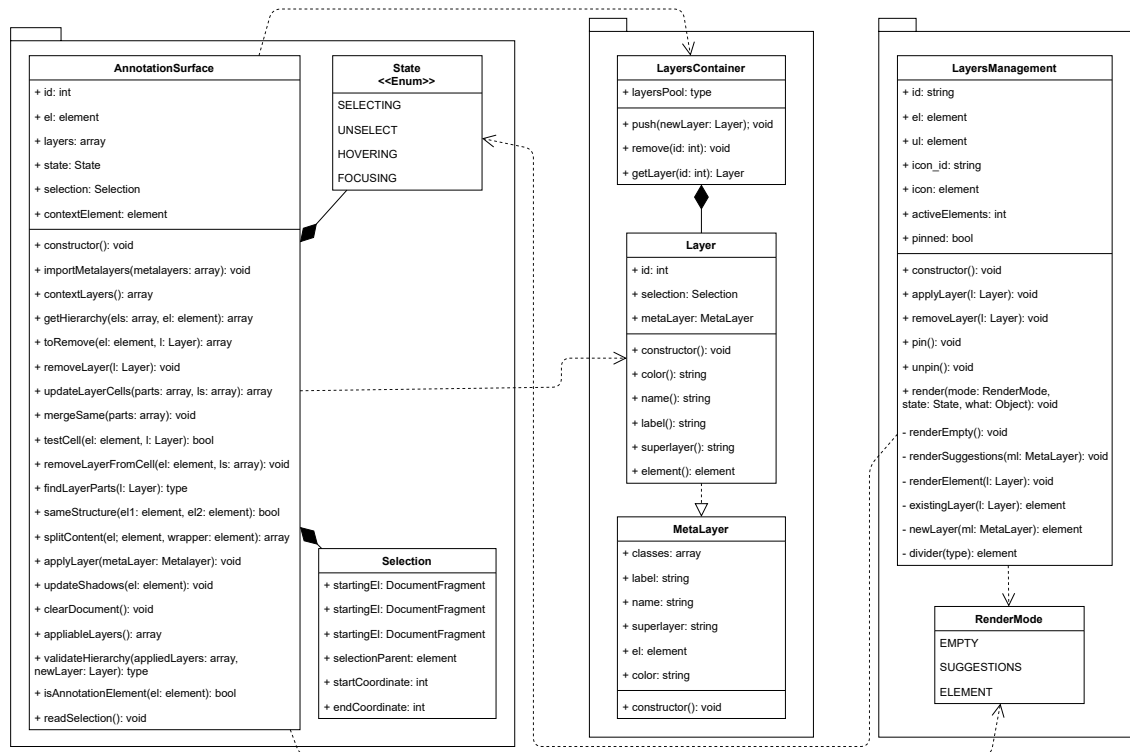 AnnotationSurface
+ id: int
+ el: element
+ layers: array
+ state: State
+ selection: Selection
+ contextElement: element
+ constructor(): void
+ importMetalayers(metalayers: array): void
+ contextLayers(): array
+ getHierarchy(els: array, el: element): array
+ toRemove(el: element, l: Layer): array
+ removeLayer(l: Layer): void
+ updateLayerCells(parts: array, ls: array): array
+ mergeSame(parts: array): void
+ testCell(el: element, l: Layer): bool
+ removeLayerFromCell(el: element, ls: array): void
+ findLayerParts(l: Layer): type
+ sameStructure(el1: element, el2: element): bool
+ splitContent(el; element, wrapper: element): array
+ applyLayer(metaLayer: Metalayer): void
+ updateShadows(el: element): void
+ clearDocument(): void
+ appliableLayers(): array
+ validateHierarchy(appliedLayers: array,
newLayer: Layer): type
+ isAnnotationElement(el: element): bool
+ readSelection(): void
State
<<Enum>>
SELECTING
UNSELECT
HOVERING
FOCUSING
Selection
+ startingEl: DocumentFragment
+ startingEl: DocumentFragment
+ startingEl: DocumentFragment
+ selectionParent: element
+ startCoordinate: int
+ endCoordinate: int
LayersContainer
+ layersPool: type
+ push(newLayer: Layer); void
+ remove(id: int): void
+ getLayer(id: int): Layer
Layer
+ id: int
+ selection: Selection
+ metaLayer: MetaLayer
+ constructor(): void
+ color(): string
+ name(): string
+ label(): string
+ superlayer(): string
+ element(): element
MetaLayer
+ classes: array
+ label: string
+ name: string
+ superlayer: string
+ el: element
+ color: string
+ constructor(): void
LayersManagement
+ id: string
+ el: element
+ ul: element
+ icon_id: string
+ icon: element
+ activeElements: int
+ pinned: bool
+ constructor(): void
+ applyLayer(l: Layer): void
+ removeLayer(l: Layer): void
+ pin(): void
+ unpin(): void
+ render(mode: RenderMode,
state: State, what: Object): void
- renderEmpty(): void
- renderSuggestions(ml: MetaLayer): void
- renderElement(l: Layer): void
- existingLayer(l: Layer): element
- newLayer(ml: MetaLayer): element
- divider(type): element
RenderMode
EMPTY
SUGGESTIONS
ELEMENT